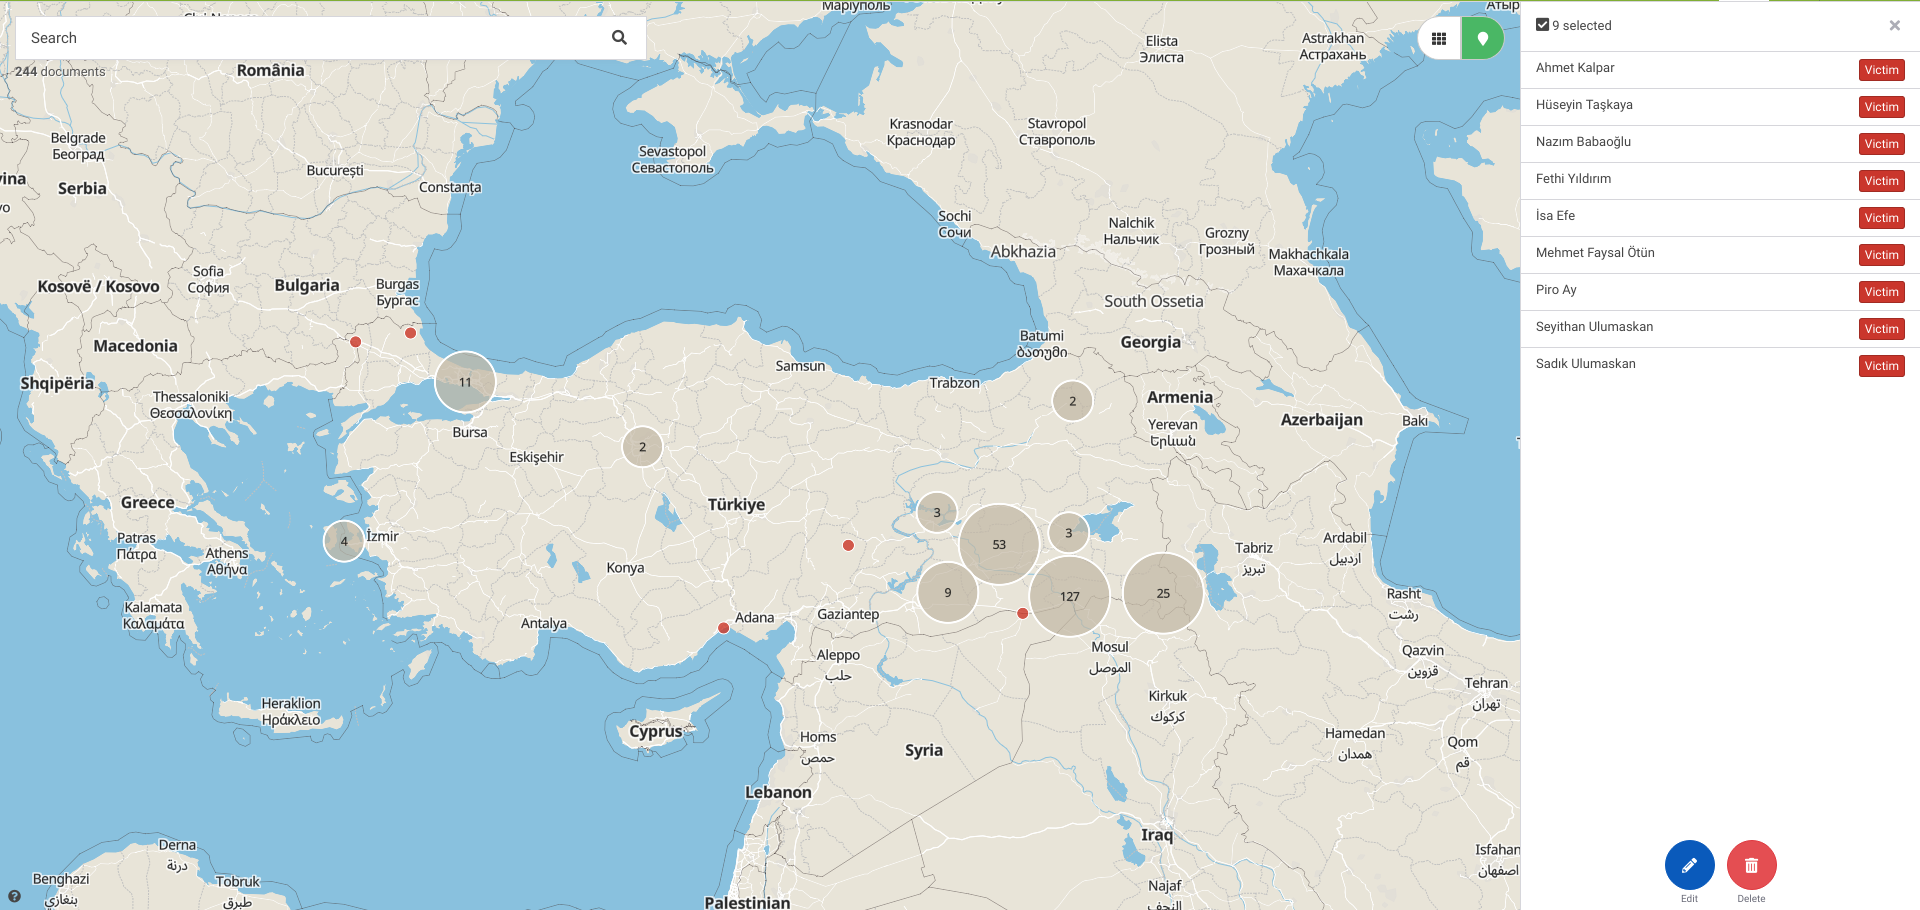 Search
244 documents
9 selected
Ahmet Kalpar
Victim
Hüseyin Taşkaya
Victim
Nazım Babaoğlu
Victim
Fethi Yıldırım
Victim
İsa Efe
Victim
Mehmet Faysal Ötün
Victim
Piro Ay
Victim
Seyithan Ulumaskan
Victim
Sadık Ulumaskan
Victim
Edit
Delete
Маріуполь
România
Belgrade
Београд
Serbia
București
Constanța
Sevastopol
Севастополь
Krasnodar
Краснодар
Stavropol
Ставрополь
Elista
Элиста
Astrakhan
Астрахань
Sochi
Сочи
Abkhazia
Nalchik
Нальчик
Grozny
Грозный
Makhachkala
Махачкала
Kosovë / Kosovo
Sofia
София
Bulgaria
Burgas
Бургас
South Ossetia
Macedonia
Batumi
ბათუმი
Georgia
Shqipëria
Thessaloniki
Θεσσαλονίκη
11
Samsun
Trabzon
2
Armenia
Yerevan
Երևան
Azerbaijan
Baki
Bursa
2
Eskişehir
Greece
Türkiye
3
53
3
4
İzmir
Patras
Πάτρα
Athens
Αθήνα
Konya
9
127
25
Tabriz
تبریز
Ardabil
اردبیل
Rasht
رشت
Kalamata
Καλαμάτα
Antalya
Adana
Gaziantep
Aleppo
حلب
Mosul
الموصل
Qazvin
قزوین
Tehran
تهران
Kirkuk
كركوك
Heraklion
Ηράκλειο
Cyprus
Homs
حمص
Syria
Hamedan
همدان
Qom
قم
Lebanon
Iraq
Derna
درنة
Isfahan
اصفهان
Benghazi
بنغازي
Tobruk
طبرق
Najaf
النجف
Palestinian